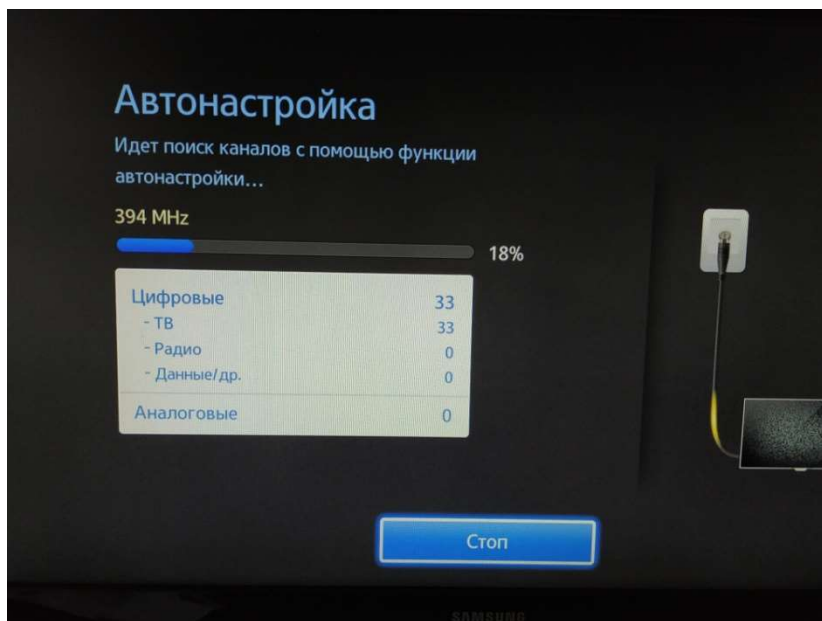 Автонастройка
Идет поиск каналов с помощью функции
автонастройки...
394 MHz
18%
Цифровые 33
- ТВ 33
- Радио 0
- Данные/др. 0
Аналоговые 0
Стоп
SAMSUNG